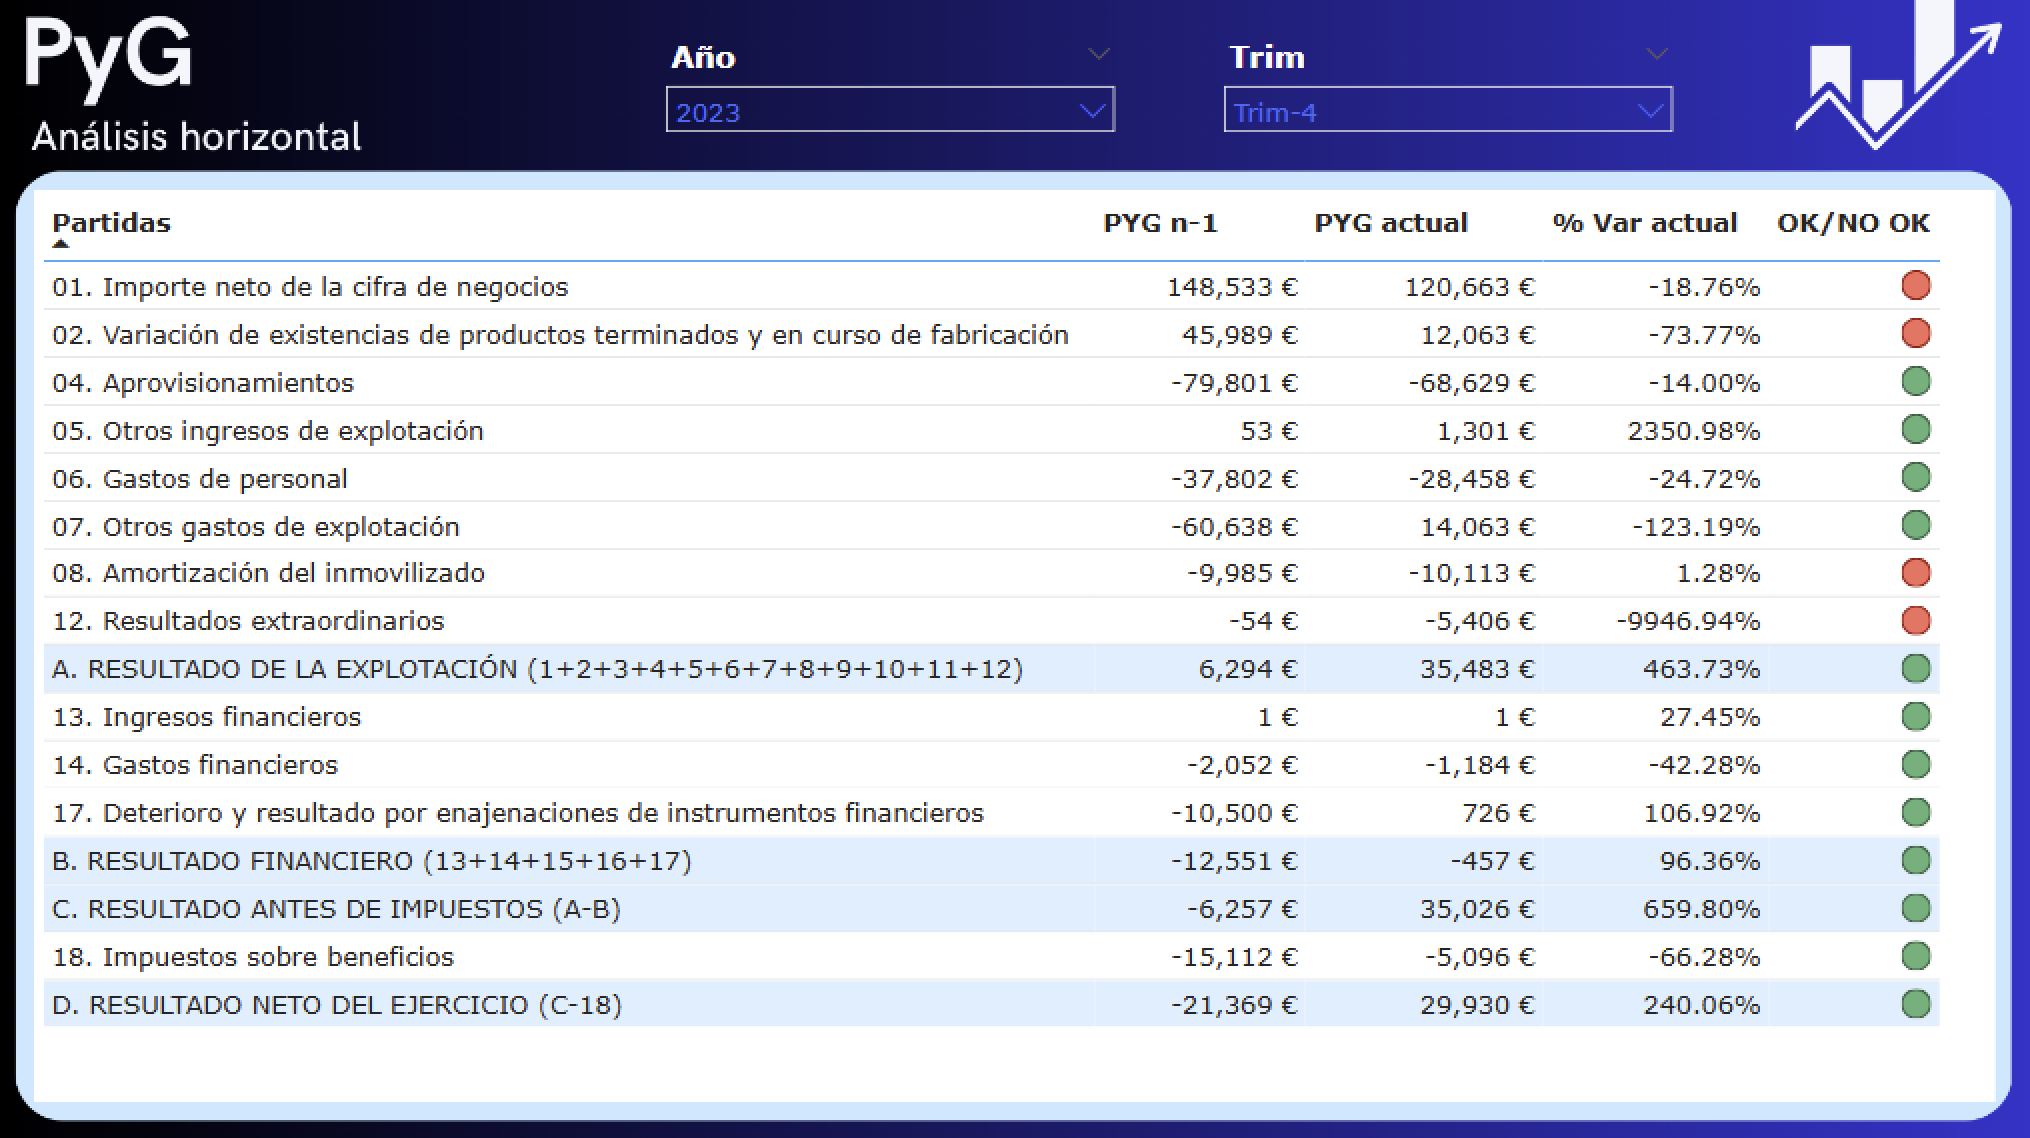 PyG
Análisis horizontal
Año
2023
Trim
Trim-4
Partidas PYG n-1 PYG actual % Var actual OK/NO OK
01. Importe neto de la cifra de negocios 148,533 € 120,663 € -18.76%
02. Variación de existencias de productos terminados y en curso de fabricación 45,989 € 12,063 € -73.77%
04. Aprovisionamientos -79,801 € -68,629 € -14.00%
05. Otros ingresos de explotación 53 € 1,301 € 2350.98%
06. Gastos de personal -37,802 € -28,458 € -24.72%
07. Otros gastos de explotación -60,638 € 14,063 € -123.19%
08. Amortización del inmovilizado -9,985 € -10,113 € 1.28%
12. Resultados extraordinarios -54 € -5,406 € -9946.94%
A. RESULTADO DE LA EXPLOTACIÓN (1+2+3+4+5+6+7+8+9+10+11+12) 6,294 € 35,483 € 463.73%
13. Ingresos financieros 1 € 1 € 27.45%
14. Gastos financieros -2,052 € -1,184 € -42.28%
17. Deterioro y resultado por enajenaciones de instrumentos financieros -10,500 € 726 € 106.92%
B. RESULTADO FINANCIERO (13+14+15+16+17) -12,551 € -457 € 96.36%
C. RESULTADO ANTES DE IMPUESTOS (A-B) -6,257 € 35,026 € 659.80%
18. Impuestos sobre beneficios -15,112 € -5,096 € -66.28%
D. RESULTADO NETO DEL EJERCICIO (C-18) -21,369 € 29,930 € 240.06%